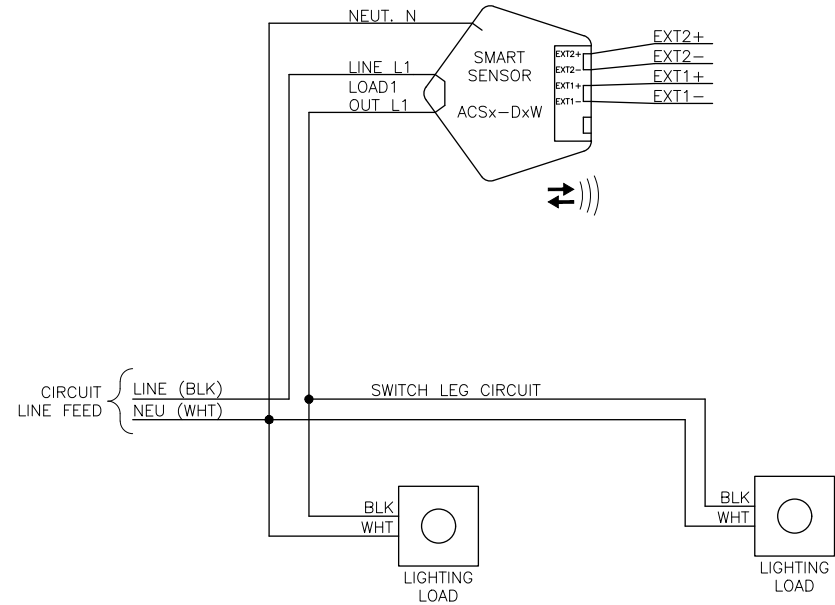 NEUT. N
LINE L1
LOAD1
OUT L1
SMART
SENSOR
ACSx-DxW
EXT2+
EXT2-
EXT1+
EXT1-
EXT2+
EXT2-
EXT1+
EXT1-
CIRCUIT
LINE FEED
LINE (BLK)
NEU (WHT)
SWITCH LEG CIRCUIT
BLK
WHT
LIGHTING
LOAD
BLK
WHT
LIGHTING
LOAD